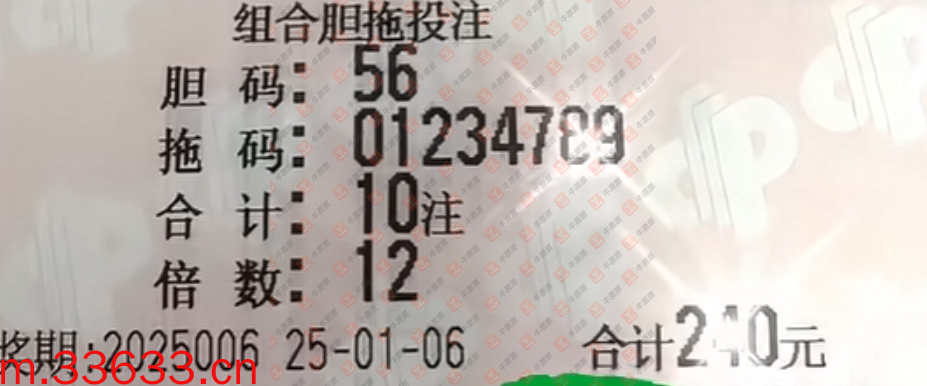 组合胆拖投注
胆 码: 56
拖 码: 01234789
合 计: 10注
倍 数: 12
奖期:2025006 25-01-06 合计240元
m.33633.cn